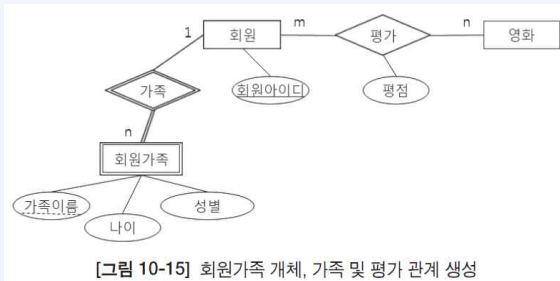 1 회원 m 평가 n 영화
가족 회원아이디 평점
n
회원가족
가족이름 성별
나이
[그림 10-15] 회원가족 개체, 가족 및 평가 관계 생성